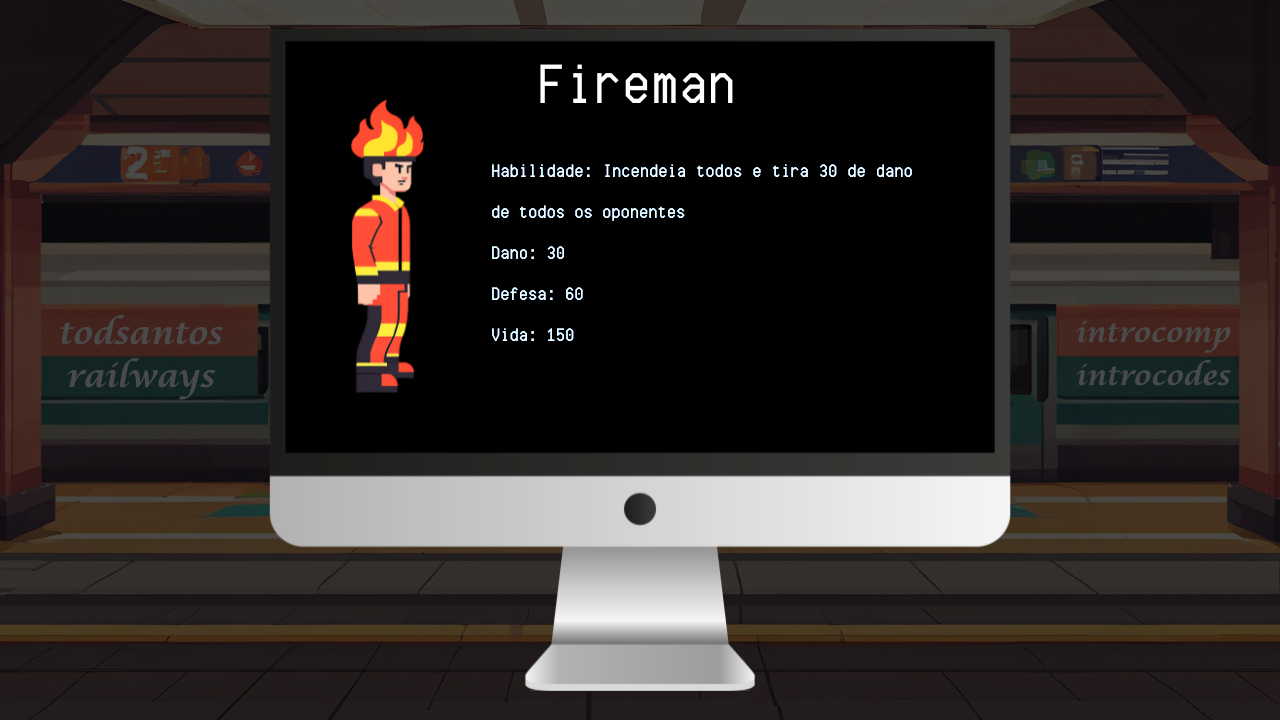 Fireman
Habilidade: Incendeia todos e tira 30 de dano
de todos os oponentes
Dano: 30
Defesa: 60
Vida: 150
2
todsantos
railways
introcomp
introcodes